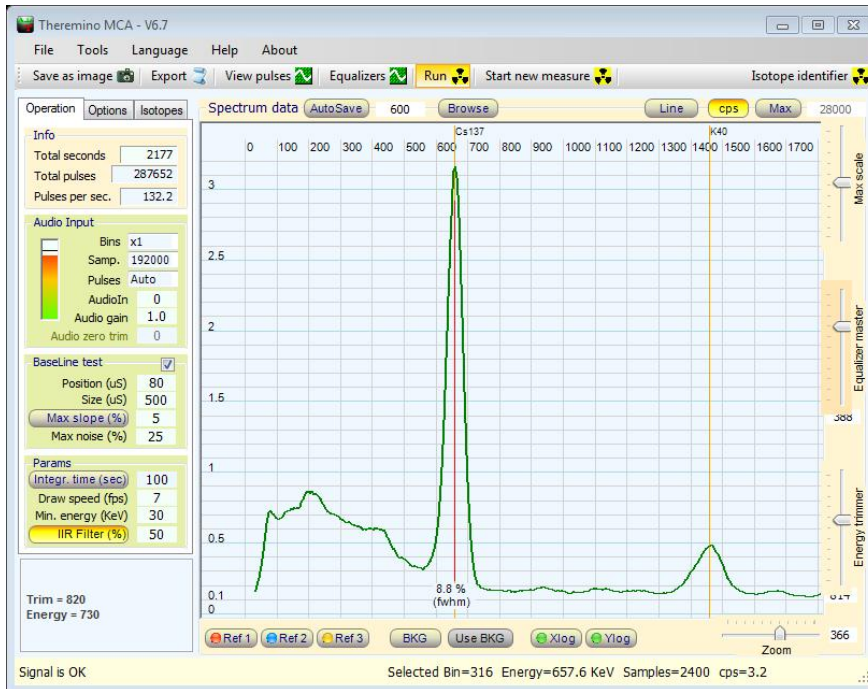 Theremino MCA - V6.7
File Tools Language Help About
Save as image Export View pulses Equalizers Run Start new measure Isotope identifier
Operation Options Isotopes
Spectrum data AutoSave 600 Browse Line cps Max 28000
Info
Total seconds 2177
Total pulses 287652
Pulses per sec. 132.2
Audio Input
Bins x1
Samp. 192000
Pulses Auto
AudioIn 0
Audio gain 1.0
Audio zero trim 0
BaseLine test
Position (uS) 80
Size (uS) 500
Max slope (%) 5
Max noise (%) 25
Params
Integr. time (sec) 100
Draw speed (fps) 7
Min. energy (KeV) 30
IIR Filter (%) 50
Trim = 820
Energy = 730
Cs137 K40
0 100 200 300 400 500 600 700 800 900 1000 1100 1200 1300 1400 1500 1600 1700
3
2.5
2
1.5
1
0.5
0.1
0
8.8 %
(fwhm)
Max scale
Equalizer master
388
Energy trimmer
814
Ref 1 Ref 2 Ref 3 BKG Use BKG Xlog Ylog
Zoom
366
Signal is OK
Selected Bin=316 Energy=657.6 KeV Samples=2400 cps=3.2